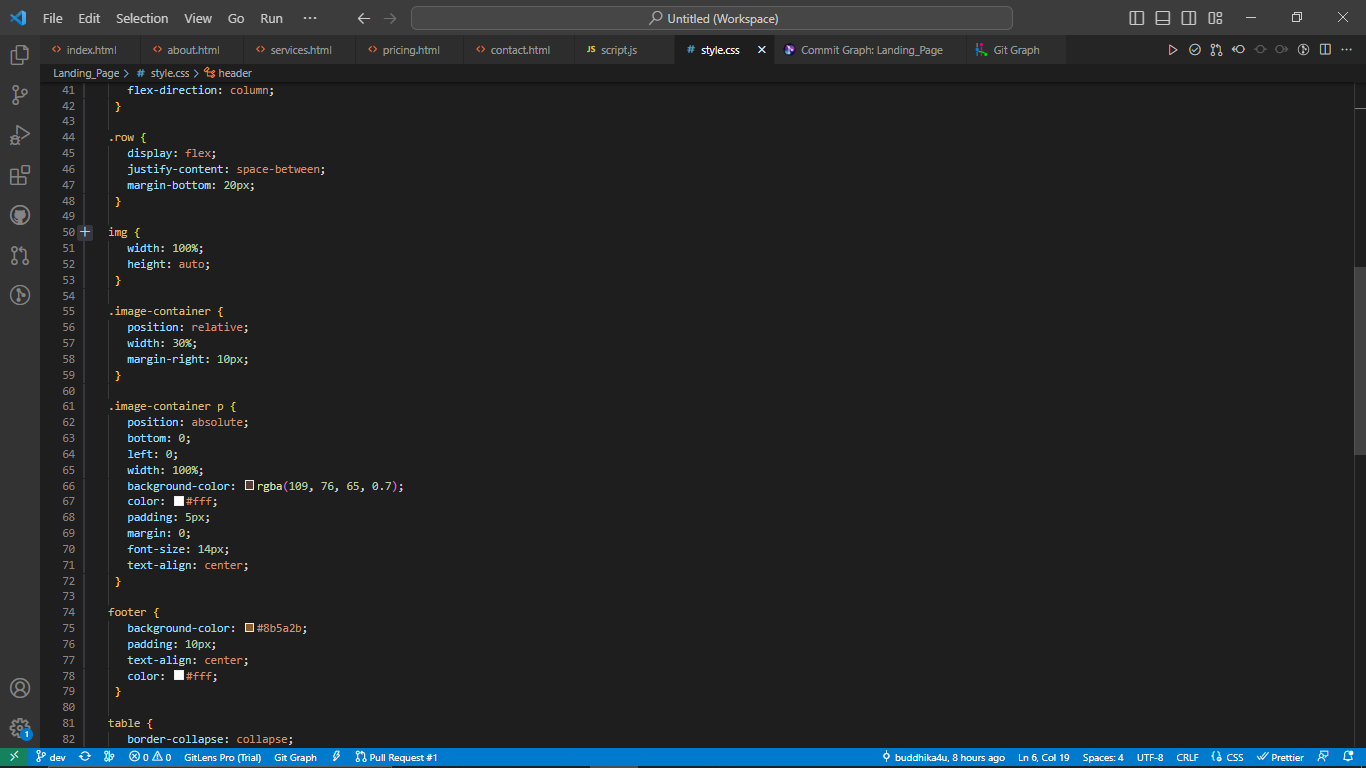 File Edit Selection View Go Run ··· Untitled (Workspace)
index.html about.html services.html pricing.html contact.html JS script.js # style.css Commit Graph: Landing_Page Git Graph
Landing_Page > # style.css > header
41 flex-direction: column;
42 }
43
44 .row {
45 display: flex;
46 justify-content: space-between;
47 margin-bottom: 20px;
48 }
49
50 img {
51 width: 100%;
52 height: auto;
53 }
54
55 .image-container {
56 position: relative;
57 width: 30%;
58 margin-right: 10px;
59 }
60
61 .image-container p {
62 position: absolute;
63 bottom: 0;
64 left: 0;
65 width: 100%;
66 background-color: rgba(109, 76, 65, 0.7);
67 color: #fff;
68 padding: 5px;
69 margin: 0;
70 font-size: 14px;
71 text-align: center;
72 }
73
74 footer {
75 background-color: #8b5a2b;
76 padding: 10px;
77 text-align: center;
78 color: #fff;
79 }
80
81 table {
82 border-collapse: collapse;
1
dev 0 0 GitLens Pro (Trial) Git Graph Pull Request #1 buddhika4u, 8 hours ago Ln 6, Col 19 Spaces: 4 UTF-8 CRLF {} CSS Prettier